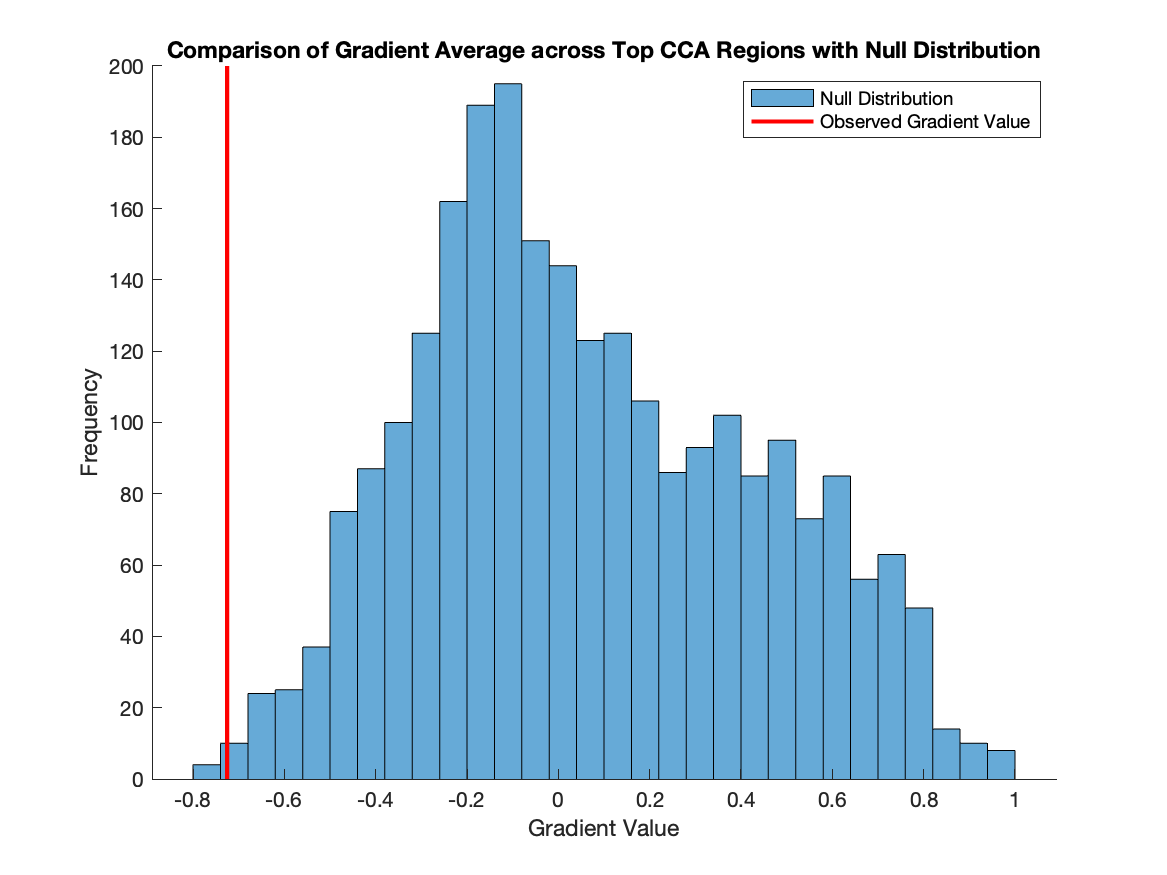 Comparison of Gradient Average across Top CCA Regions with Null Distribution
Null Distribution
Observed Gradient Value
200
180
160
140
120
100
80
60
40
20
0
Frequency
-0.8 -0.6 -0.4 -0.2 0 0.2 0.4 0.6 0.8 1
Gradient Value